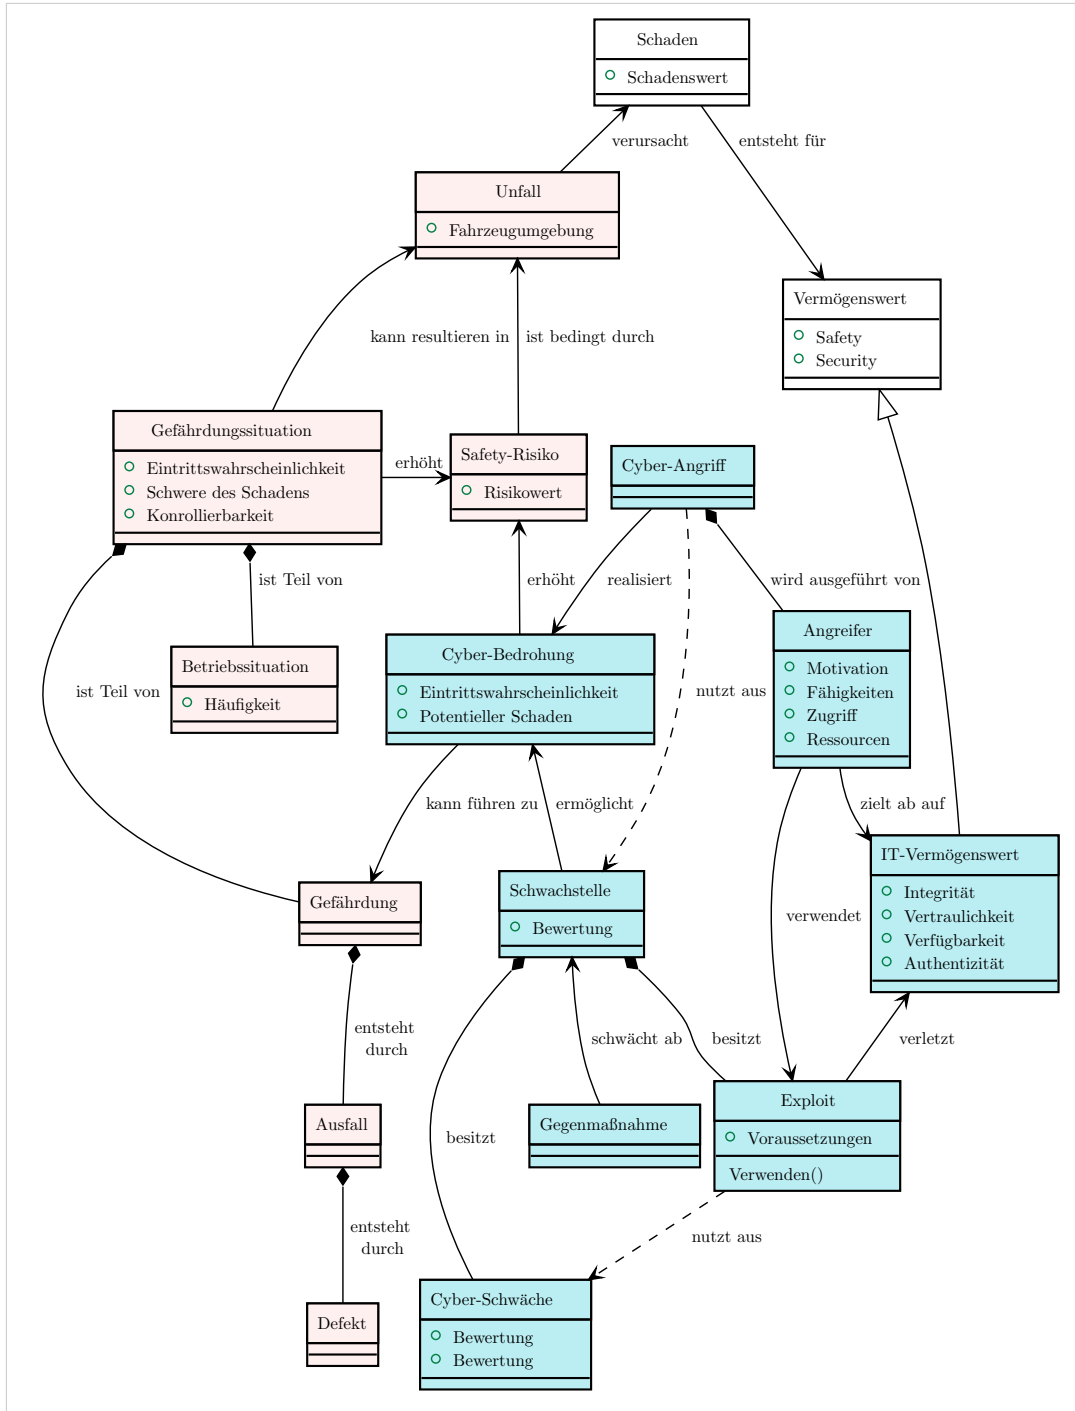 Schaden
Schadenswert
verursacht
entsteht für
Unfall
Fahrzeugumgebung
Vermögenswert
Safety
Security
kann resultieren in
ist bedingt durch
Gefährdungssituation
Eintrittswahrscheinlichkeit
Schwere des Schadens
Konrollierbarkeit
erhöht
Safety-Risiko
Risikowert
Cyber-Angriff
ist Teil von
erhöht
realisiert
wird ausgeführt von
Betriebssituation
Häufigkeit
ist Teil von
Cyber-Bedrohung
Eintrittswahrscheinlichkeit
Potentieller Schaden
nutzt aus
Angreifer
Motivation
Fähigkeiten
Zugriff
Ressourcen
kann führen zu
ermöglicht
zielt ab auf
Gefährdung
Schwachstelle
Bewertung
verwendet
IT-Vermögenswert
Integrität
Vertraulichkeit
Verfügbarkeit
Authentizität
entsteht
durch
schwächt ab
besitzt
verletzt
Ausfall
besitzt
Gegenmaßnahme
Exploit
Voraussetzungen
Verwenden()
entsteht
durch
nutzt aus
Defekt
Cyber-Schwäche
Bewertung
Bewertung